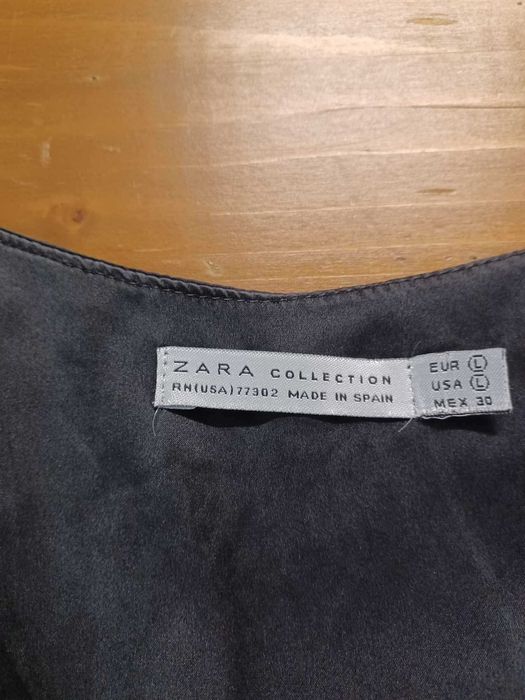 ZARA COLLECTION
RN(USA)77302 MADE IN SPAIN
EUR L
USA L
MEX 30